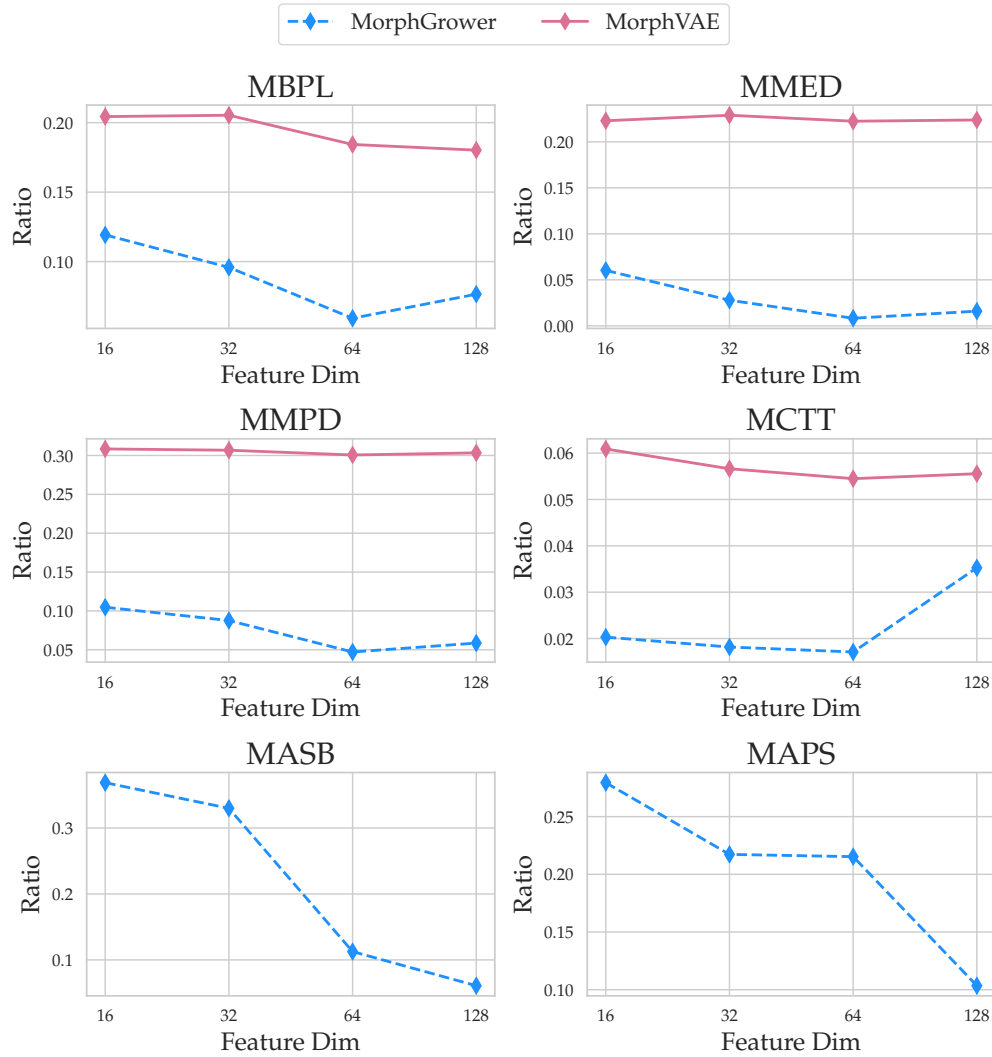 MorphGrower MorphVAE
MBPL
Ratio
0.20
0.15
0.10
16 32 64 128
Feature Dim
MMED
Ratio
0.20
0.15
0.10
0.05
0.00
16 32 64 128
Feature Dim
MMPD
Ratio
0.30
0.25
0.20
0.15
0.10
0.05
16 32 64 128
Feature Dim
MCTT
Ratio
0.06
0.05
0.04
0.03
0.02
16 32 64 128
Feature Dim
MASB
Ratio
0.3
0.2
0.1
16 32 64 128
Feature Dim
MAPS
Ratio
0.25
0.20
0.15
0.10
16 32 64 128
Feature Dim